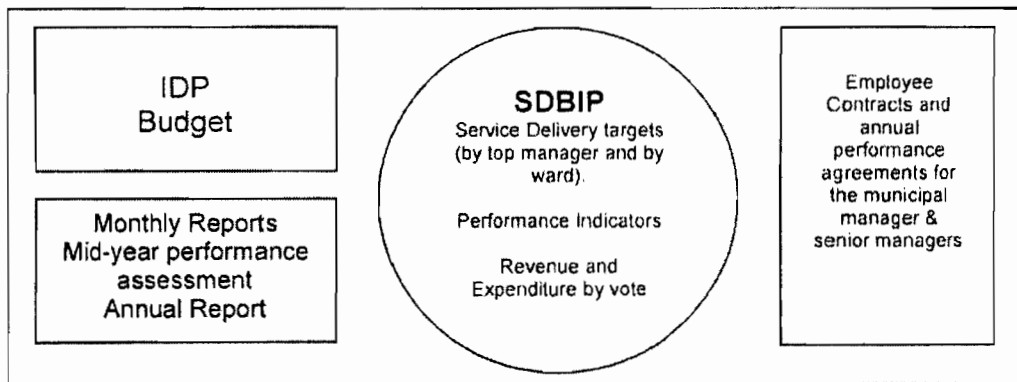 IDP
Budget
Monthly Reports
Mid-year performance
assessment
Annual Report
SDBIP
Service Delivery targets
(by top manager and by
ward).
Performance Indicators
Revenue and
Expenditure by vote
Employee
Contracts and
annual
performance
agreements for
the municipal
manager &
senior managers